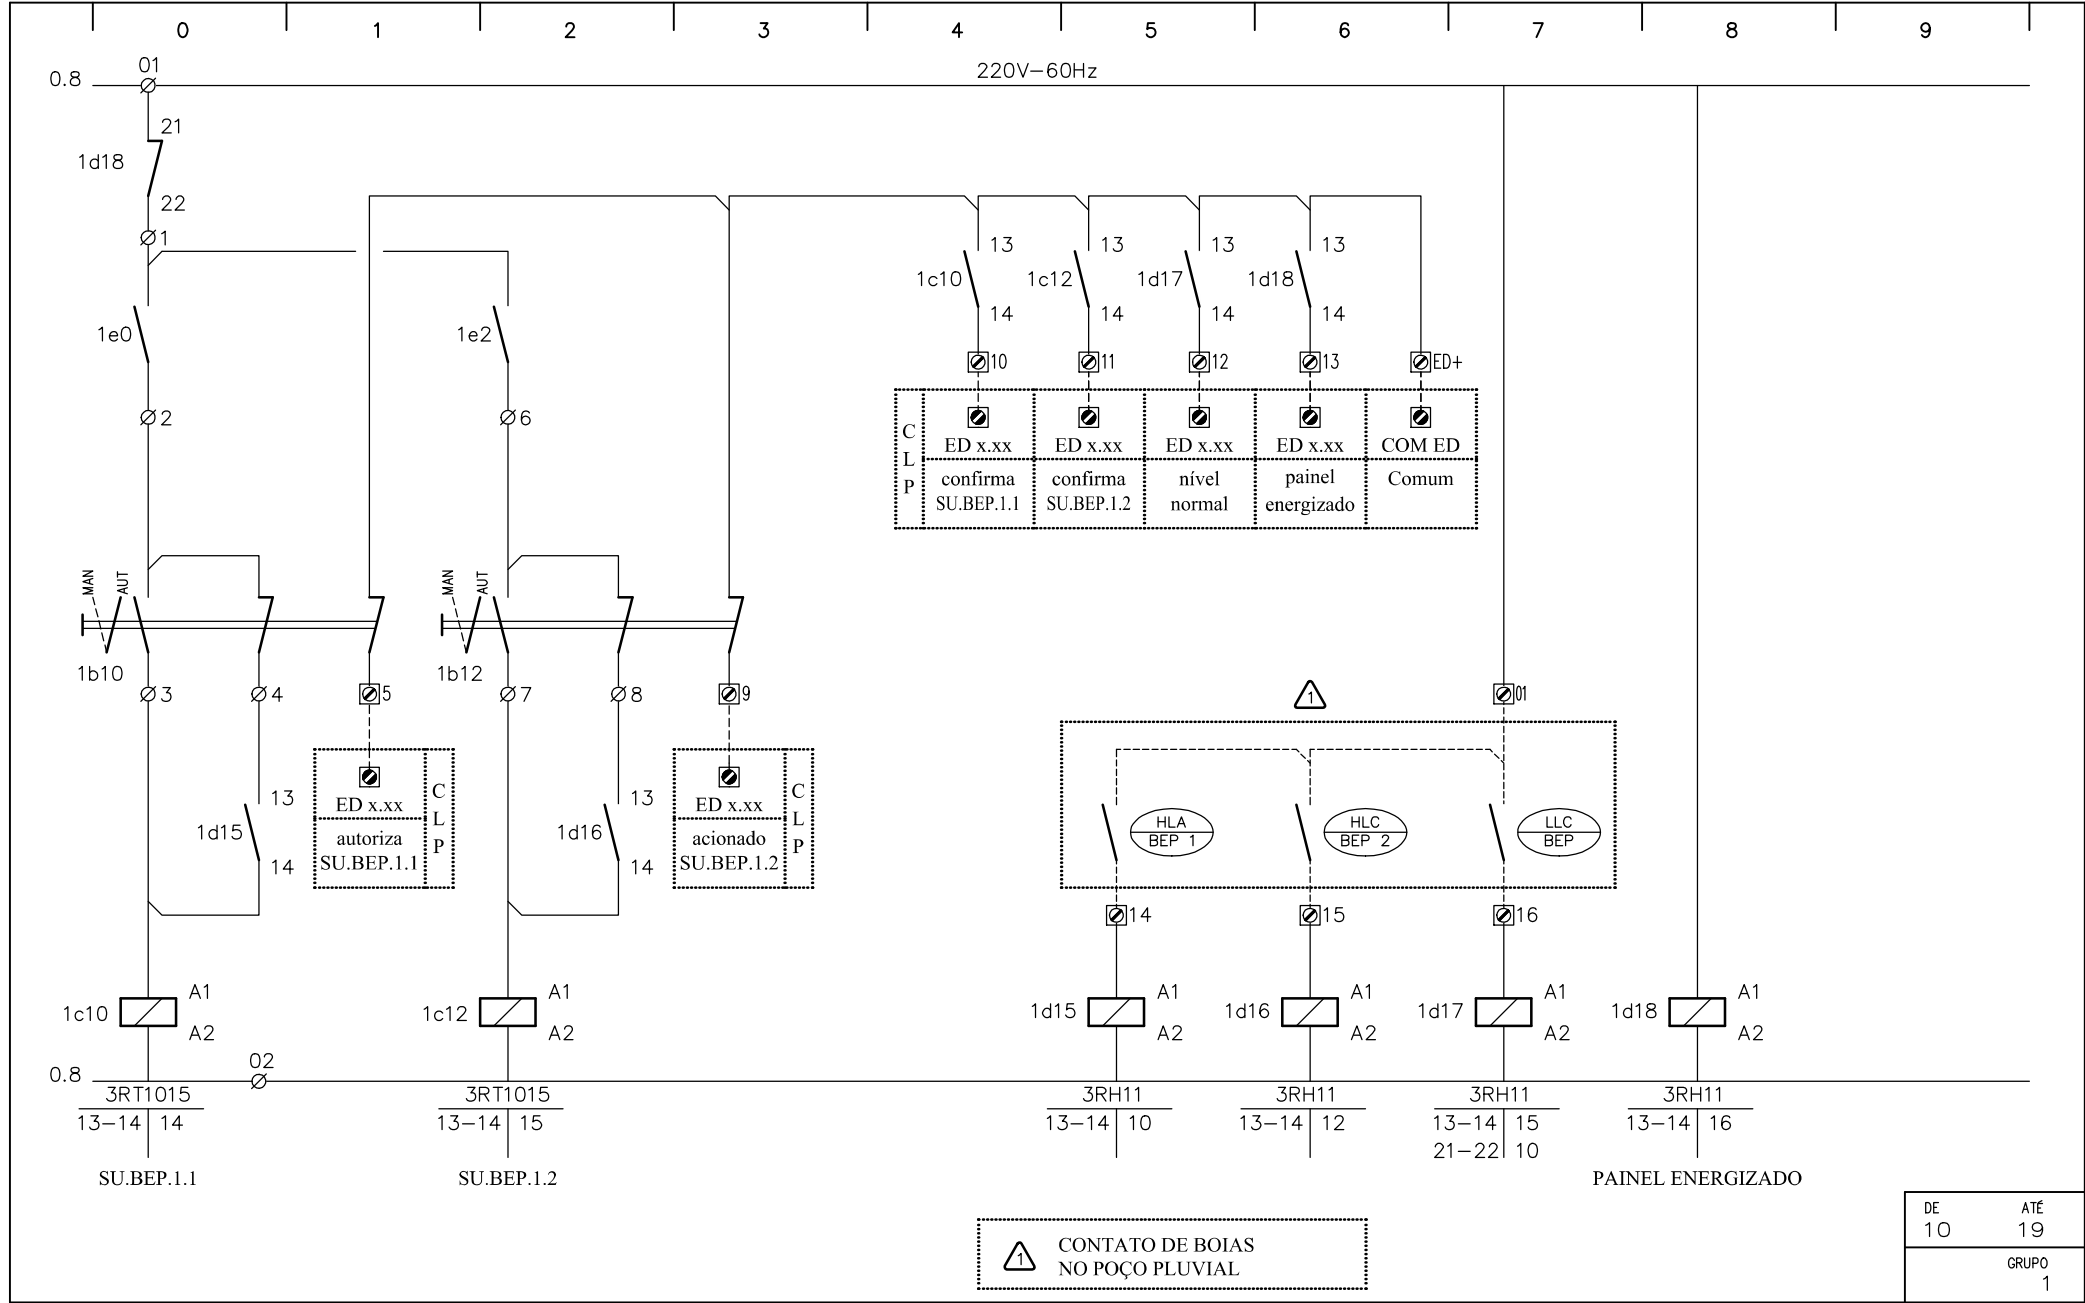 0 1 2 3 4 5 6 7 8 9
220V-60Hz
0.8 01
21
1d18
22
1
1e0
2
1e2
6
13 13 13 13
1c10 1c12 1d17 1d18
14 14 14 14
10 11 12 13 ED+
CLP
ED x.xx ED x.xx ED x.xx ED x.xx COM ED
confirma confirma nível painel Comum
SU.BEP.1.1 SU.BEP.1.2 normal energizado
MAN AUT MAN AUT
1b10 1b12
3 4 5 7 8 9
1 01
ED x.xx ED x.xx
autoriza acionado
SU.BEP.1.1 SU.BEP.1.2
CLP CLP
13 13
1d15 1d16
14 14
HLA HLC LLC
BEP 1 BEP 2 BEP
14 15 16
A1 A1 A1 A1 A1 A1
1c10 1c12 1d15 1d16 1d17 1d18
A2 A2 A2 A2 A2 A2
0.8 02
3RT1015 3RT1015 3RH11 3RH11 3RH11 3RH11
13-14 14 13-14 15 13-14 10 13-14 12 13-14 15 13-14 16
21-22 10
SU.BEP.1.1 SU.BEP.1.2 PAINEL ENERGIZADO
1 CONTATO DE BOIAS
NO POÇO PLUVIAL
DE ATÉ
10 19
GRUPO
1